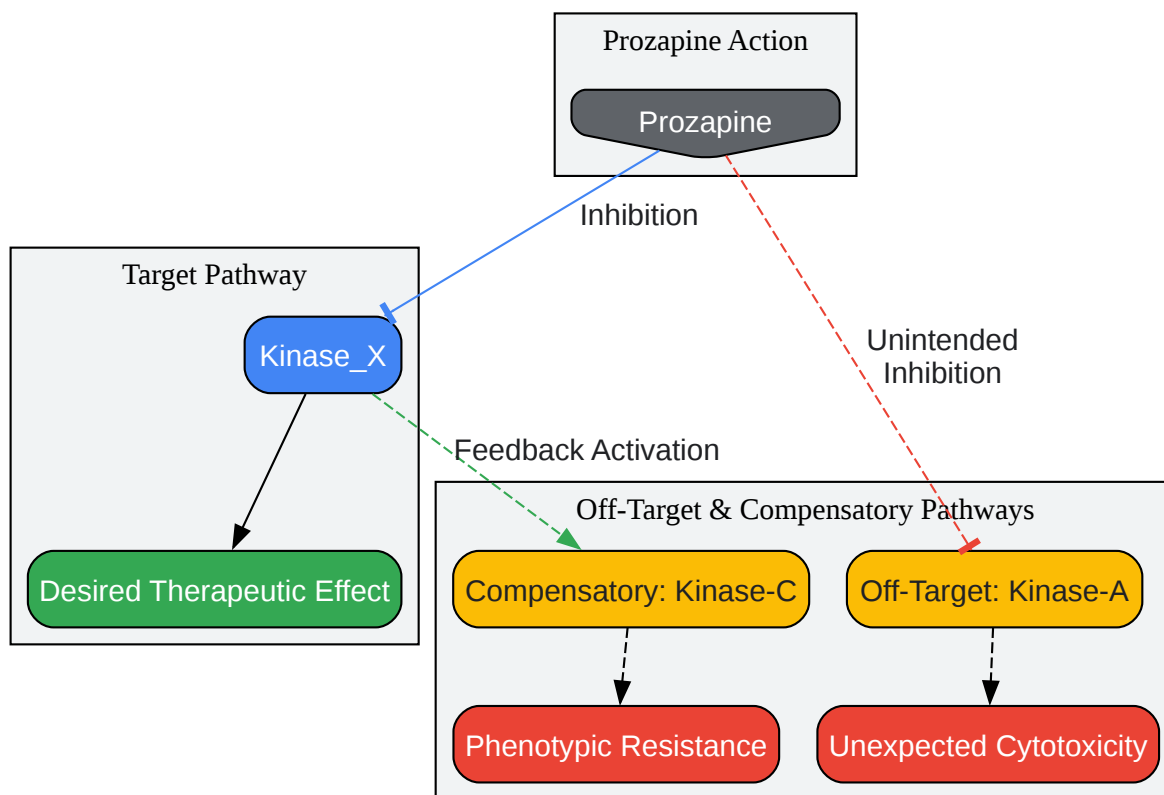 Prozapine Action
Prozapine
Inhibition
Target Pathway
Kinase_X
Unintended
Inhibition
Feedback Activation
Off-Target & Compensatory Pathways
Desired Therapeutic Effect
Compensatory: Kinase-C
Off-Target: Kinase-A
Phenotypic Resistance
Unexpected Cytotoxicity